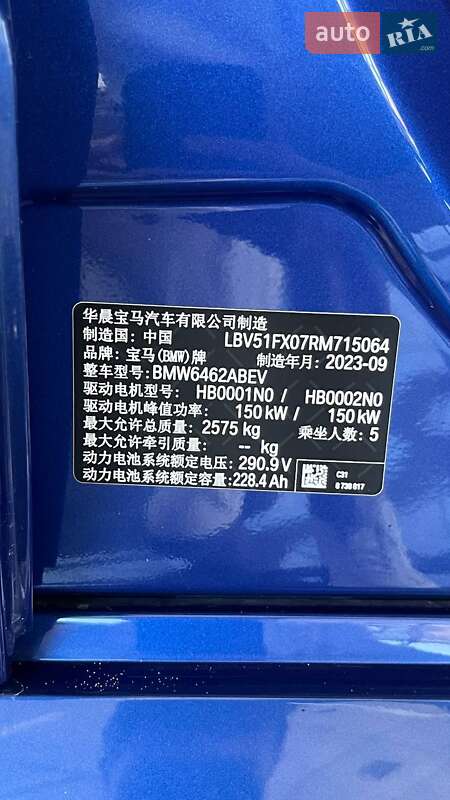 auto RIA .com
华晨宝马汽车有限公司制造
制造国：中国 LBV51FX07RM715064
品牌：宝马(BMW)牌 制造年月：2023-09
整车型号：BMW6462ABEV
驱动电机型号： HB0001N0 / HB0002N0
驱动电机峰值功率： 150 kW / 150 kW
最大允许总质量： 2575 kg 乘坐人数：5
最大允许牵引质量： -- kg
动力电池系统额定电压：290.9 V
动力电池系统额定容量：228.4Ah
C31
0 738 017